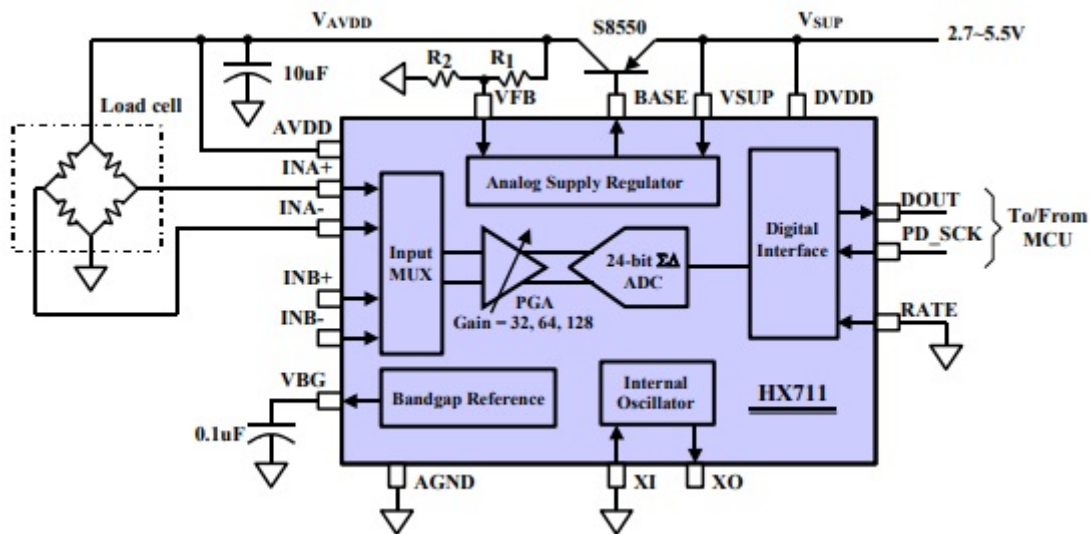 V_AVDD
S8550
V_SUP
2.7~5.5V
R2
R1
10uF
VFB
BASE
VSUP
DVDD
Load cell
AVDD
INA+
Analog Supply Regulator
DOUT
INA-
To/From
MCU
PD_SCK
Input
MUX
24-bit ΣΔ
ADC
Digital
Interface
INB+
PGA
Gain = 32, 64, 128
INB-
RATE
VBG
Bandgap Reference
Internal
Oscillator
HX711
0.1uF
AGND
XI
XO